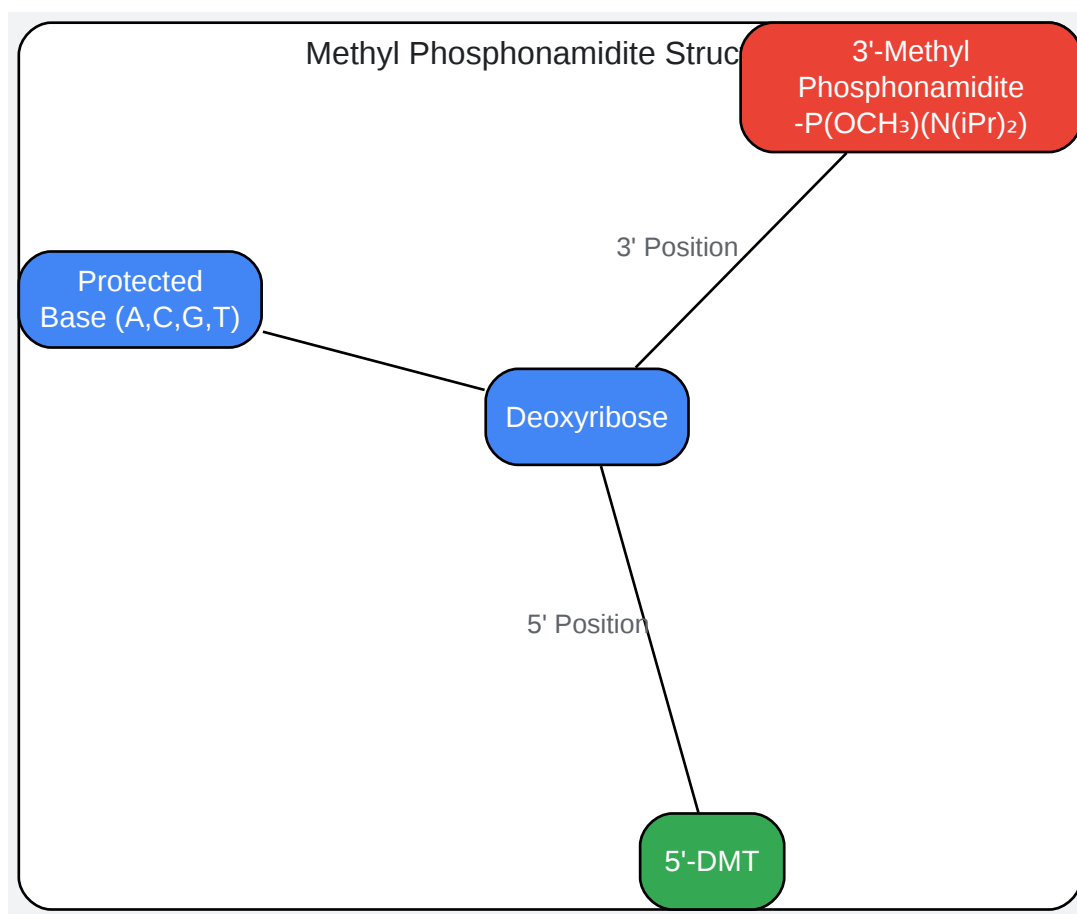 Methyl Phosphonamidite Struc
3'-Methyl
Phosphonamidite
-P(OCH₃)(N(iPr)₂)
3' Position
Protected
Base (A,C,G,T)
Deoxyribose
5' Position
5'-DMT